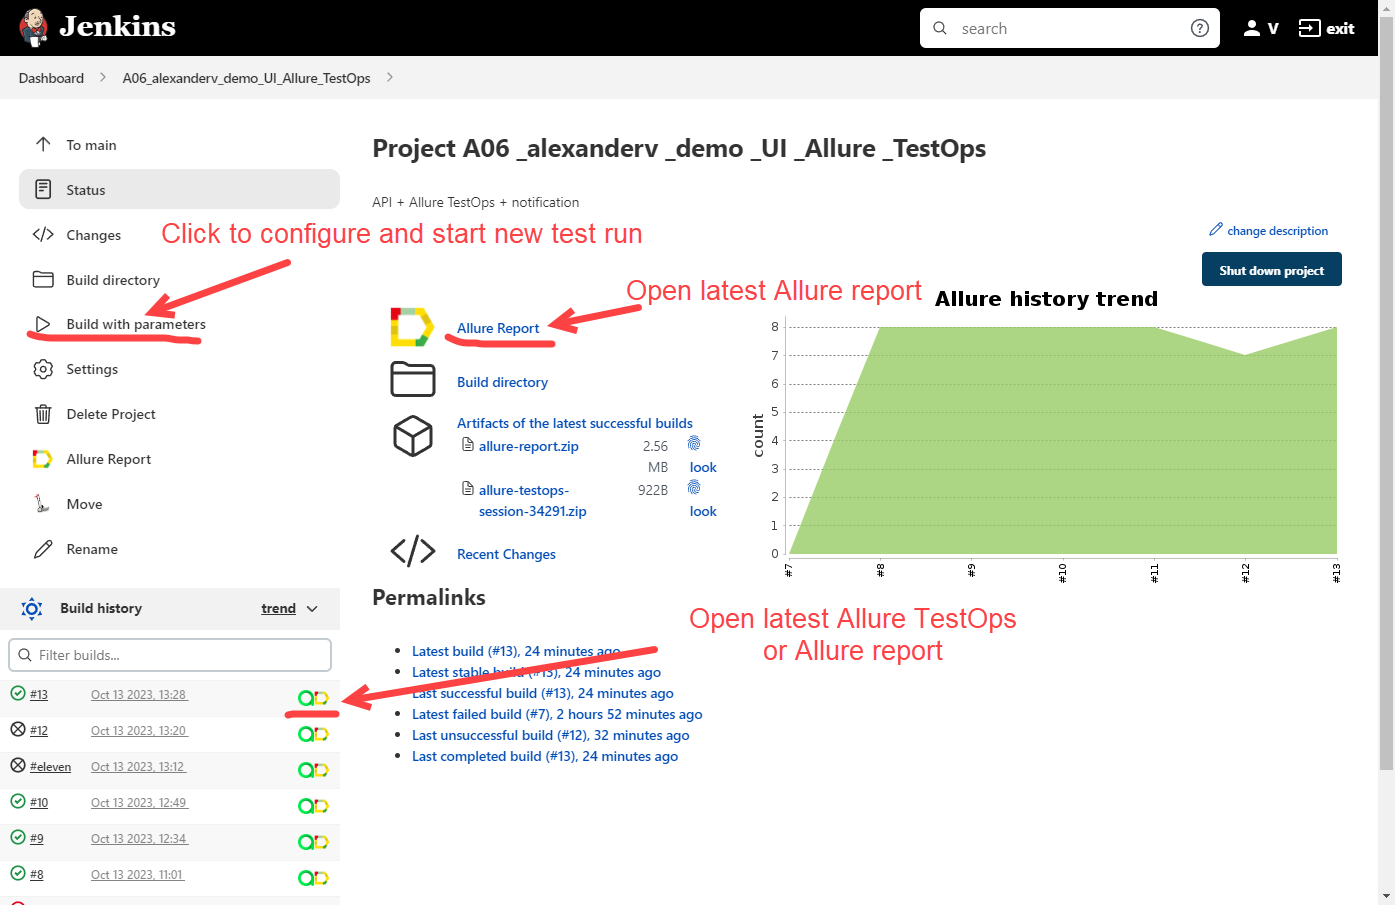 Jenkins
search
V
exit
Dashboard
A06_alexanderv_demo_UI_Allure_TestOps
To main
Status
Changes
Build directory
Build with parameters
Settings
Delete Project
Allure Report
Move
Rename
Click to configure and start new test run
Project A06 _alexanderv _demo _UI _Allure _TestOps
API + Allure TestOps + notification
change description
Shut down project
Open latest Allure report
Allure Report
Build directory
Artifacts of the latest successful builds
allure-report.zip 2.56
MB look
allure-testops- 922B
session-34291.zip look
Recent Changes
Allure history trend
count
8
7
6
5
4
3
2
1
0
#7 #8 #9 #10 #11 #12 #13
Permalinks
Open latest Allure TestOps
or Allure report
Latest build (#13), 24 minutes ago
Latest stable build (#13), 24 minutes ago
Last successful build (#13), 24 minutes ago
Latest failed build (#7), 2 hours 52 minutes ago
Last unsuccessful build (#12), 32 minutes ago
Last completed build (#13), 24 minutes ago
Build history trend
Filter builds...
#13 Oct 13 2023, 13:28
#12 Oct 13 2023, 13:20
#eleven Oct 13 2023, 13:12
#10 Oct 13 2023, 12:49
#9 Oct 13 2023, 12:34
#8 Oct 13 2023, 11:01